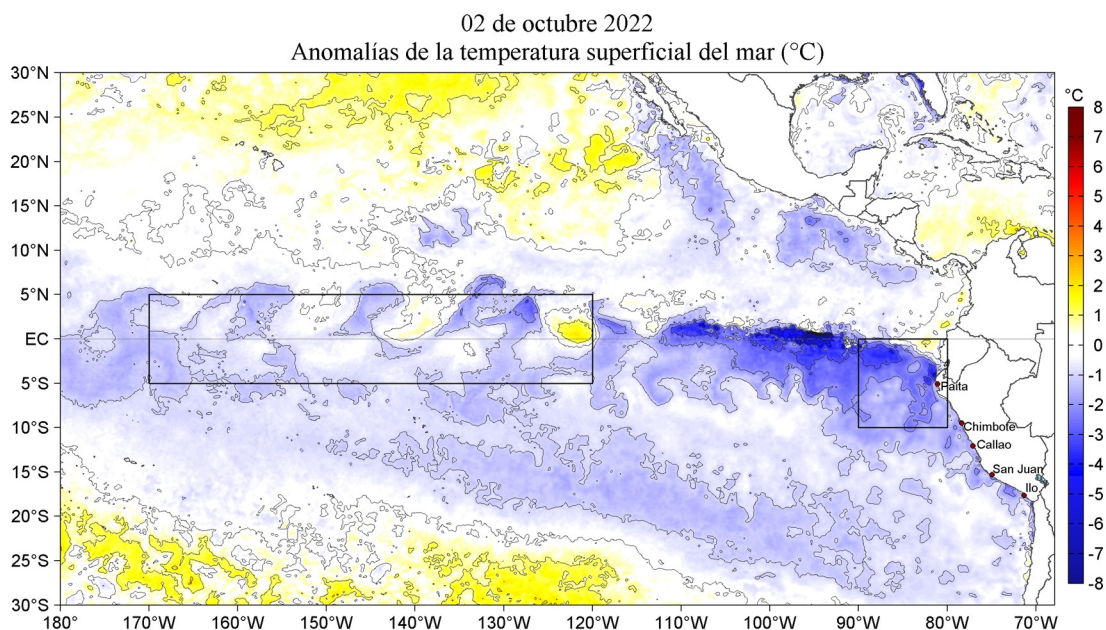 02 de octubre 2022
Anomalías de la temperatura superficial del mar (°C)
30°N
25°N
20°N
15°N
10°N
5°N
EC
5°S
10°S
15°S
20°S
25°S
30°S
180 170°W 160°W 150°W 140°W 130°W 120°W 110°W 100°W 90°W 80°W 70°W
Paita
Chimbote
Callao
San Juan
Ilo
°C
8
7
6
5
4
3
2
1
0
-1
-2
-3
-4
-5
-6
-7
-8